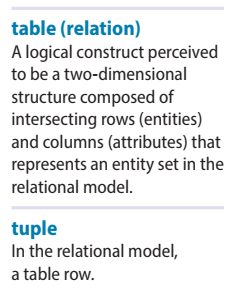 table (relation)
A logical construct perceived
to be a two-dimensional
structure composed of
intersecting rows (entities)
and columns (attributes) that
represents an entity set in the
relational model.
tuple
In the relational model,
a table row.